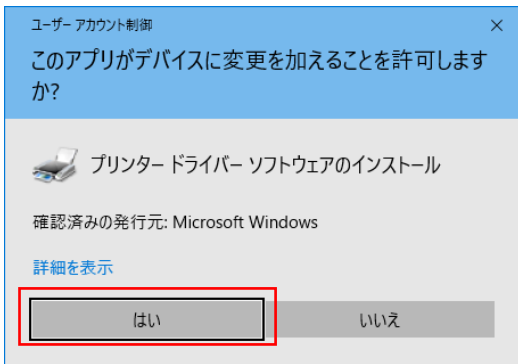 ユーザー アカウント制御
このアプリがデバイスに変更を加えることを許可します
か?
プリンター ドライバー ソフトウェアのインストール
確認済みの発行元: Microsoft Windows
詳細を表示
はい いいえ